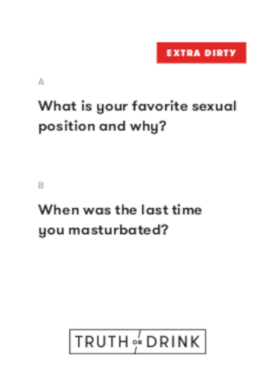 EXTRA DIRTY
A
What is your favorite sexual
position and why?
B
When was the last time
you masturbated?
TRUTH OR DRINK